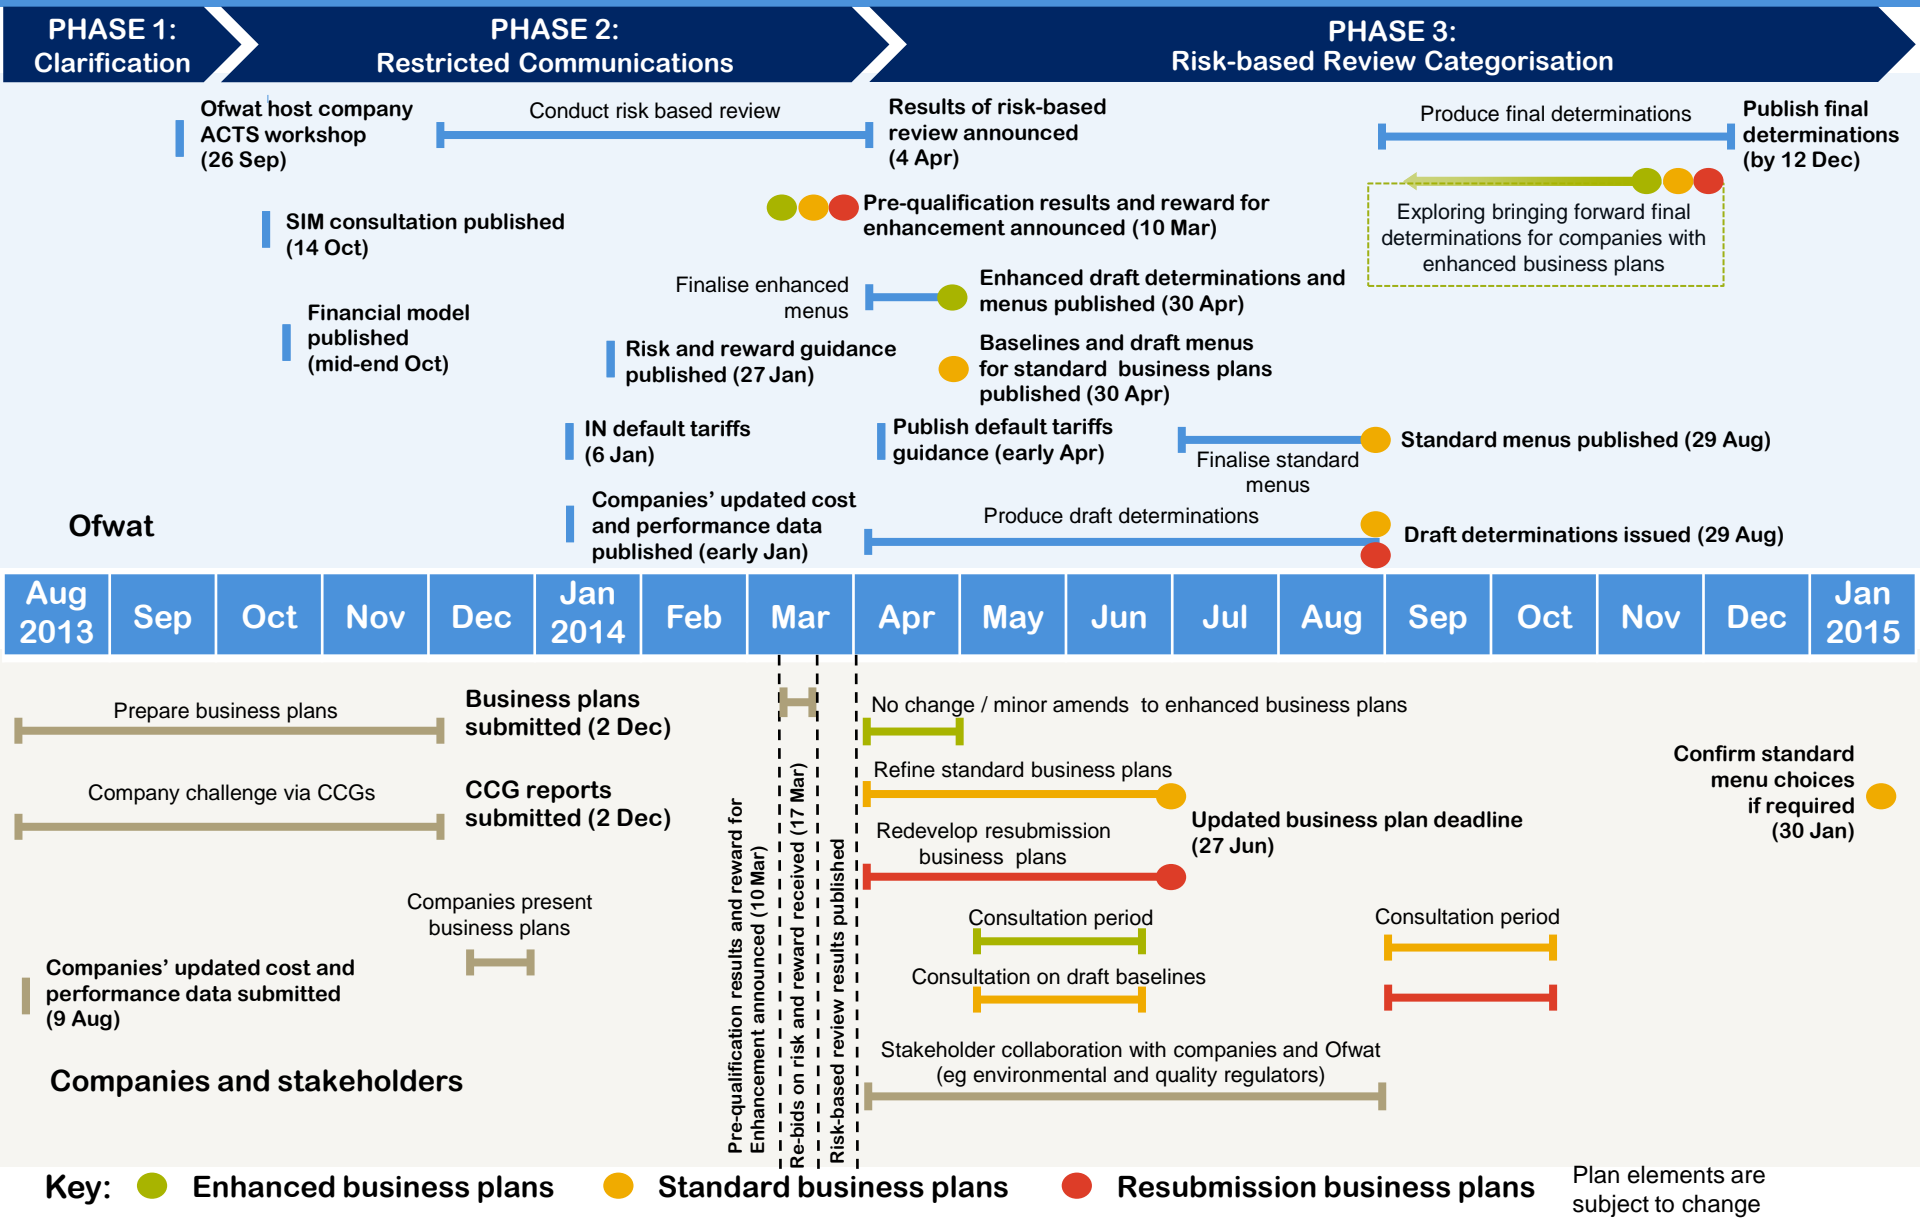 PHASE 1:
Clarification
PHASE 2:
Restricted Communications
PHASE 3:
Risk-based Review Categorisation
Ofwat host company
ACTS workshop
(26 Sep)
Conduct risk based review
Results of risk-based
review announced
(4 Apr)
Produce final determinations
Publish final
determinations
(by 12 Dec)
SIM consultation published
(14 Oct)
Pre-qualification results and reward for
enhancement announced (10 Mar)
Exploring bringing forward final
determinations for companies with
enhanced business plans
Financial model
published
(mid-end Oct)
Finalise enhanced
menus
Enhanced draft determinations and
menus published (30 Apr)
Risk and reward guidance
published (27 Jan)
Baselines and draft menus
for standard business plans
published (30 Apr)
IN default tariffs
(6 Jan)
Publish default tariffs
guidance (early Apr)
Finalise standard
menus
Standard menus published (29 Aug)
Companies' updated cost
and performance data
published (early Jan)
Produce draft determinations
Draft determinations issued (29 Aug)
Ofwat
Aug
2013
Sep
Oct
Nov
Dec
Jan
2014
Feb
Mar
Apr
May
Jun
Jul
Aug
Sep
Oct
Nov
Dec
Jan
2015
Prepare business plans
Business plans
submitted (2 Dec)
No change / minor amends to enhanced business plans
Company challenge via CCGs
CCG reports
submitted (2 Dec)
Refine standard business plans
Redevelop resubmission
business plans
Updated business plan deadline
(27 Jun)
Confirm standard
menu choices
if required
(30 Jan)
Companies present
business plans
Pre-qualification results and reward for
Enhancement announced (10 Mar)
Re-bids on risk and reward received (17 Mar)
Risk-based review results published
Consultation period
Consultation period
Consultation on draft baselines
Companies' updated cost and
performance data submitted
(9 Aug)
Stakeholder collaboration with companies and Ofwat
(eg environmental and quality regulators)
Companies and stakeholders
Key:
Enhanced business plans
Standard business plans
Resubmission business plans
Plan elements are
subject to change